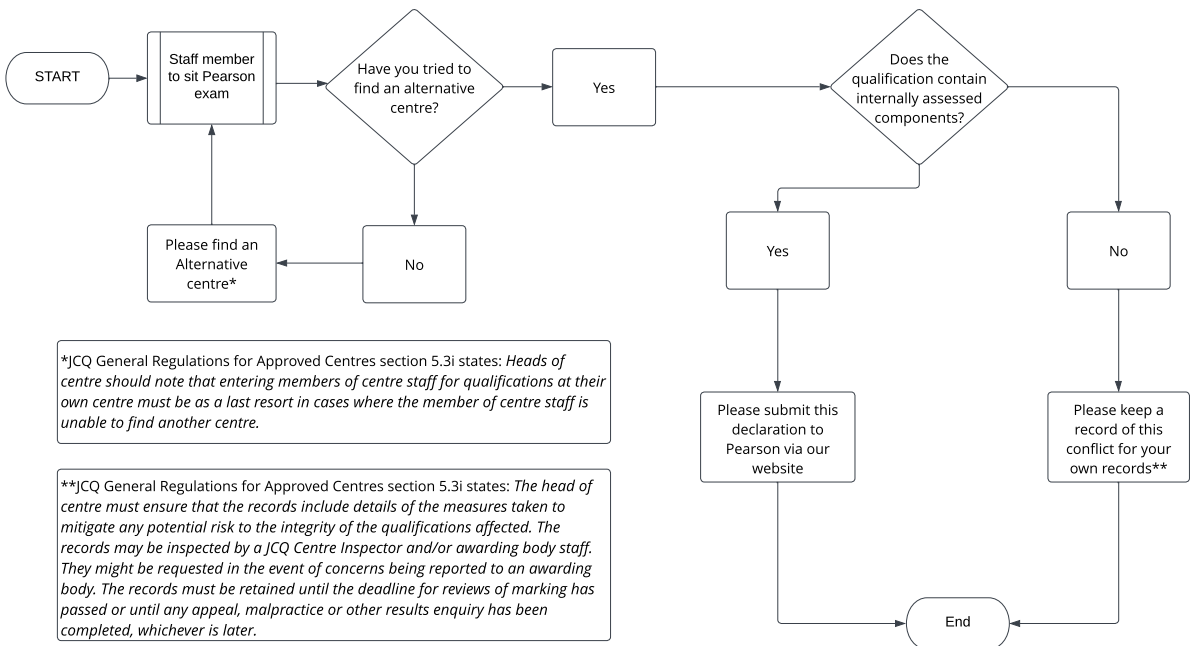 START
Staff member
to sit Pearson
exam
Have you tried to
find an alternative
centre?
Yes
Does the
qualification contain
internally assessed
components?
Please find an
Alternative
centre*
No
Yes
No
*JCQ General Regulations for Approved Centres section 5.3i states: Heads of
centre should note that entering members of centre staff for qualifications at their
own centre must be as a last resort in cases where the member of centre staff is
unable to find another centre.
Please submit this
declaration to
Pearson via our
website
Please keep a
record of this
conflict for your
own records**
**JCQ General Regulations for Approved Centres section 5.3i states: The head of
centre must ensure that the records include details of the measures taken to
mitigate any potential risk to the integrity of the qualifications affected. The
records may be inspected by a JCQ Centre Inspector and/or awarding body staff.
They might be requested in the event of concerns being reported to an awarding
body. The records must be retained until the deadline for reviews of marking has
passed or until any appeal, malpractice or other results enquiry has been
completed, whichever is later.
End